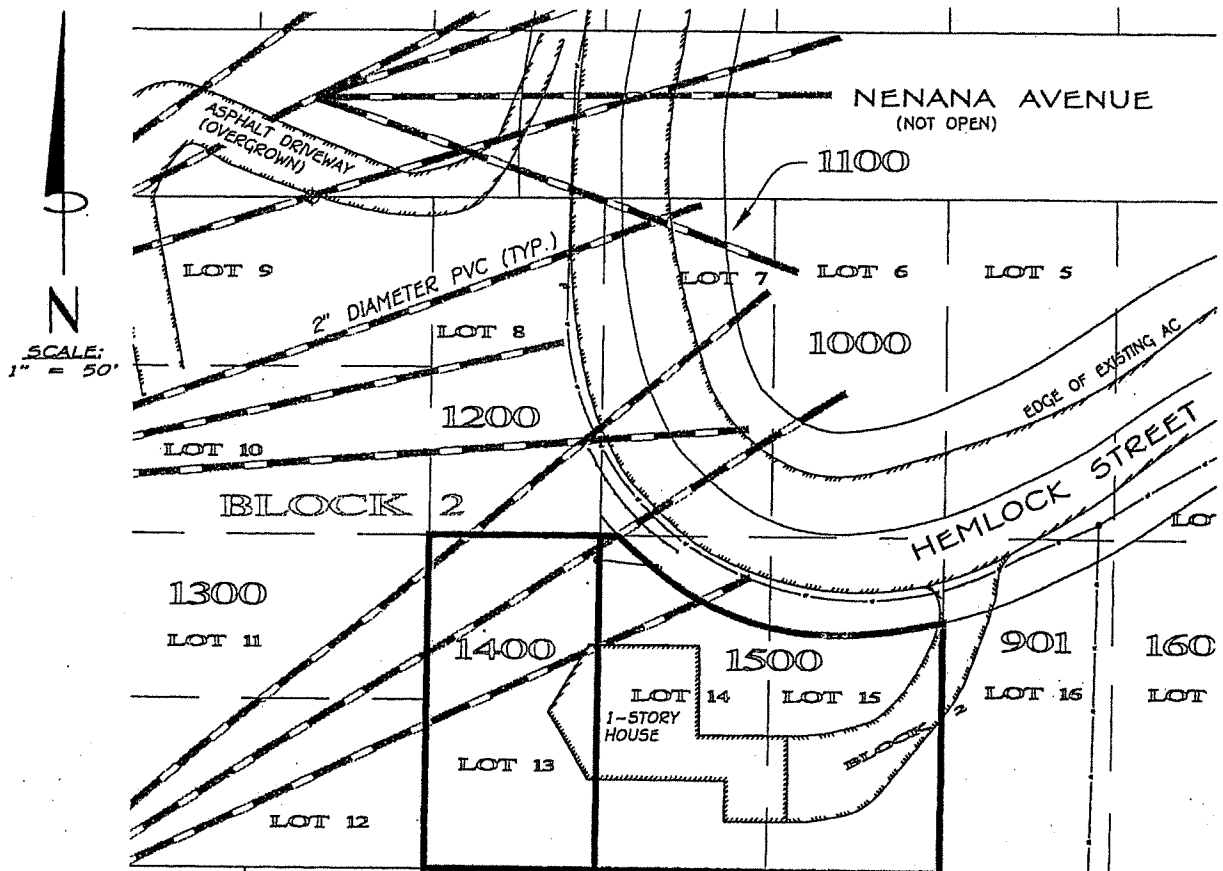 NENANA AVENUE
(NOT OPEN)
ASPHALT DRIVEWAY
(OVERGROWN)
1100
N
SCALE:
1" = 50'
LOT 9
2" DIAMETER PVC (TYP.)
LOT 8
LOT 7
LOT 6
LOT 5
1000
EDGE OF EXISTING AC
1200
LOT 10
BLOCK 2
HEMLOCK STREET
LO
1300
LOT 11
1400
1500
901
160
LOT 14
LOT 15
LOT 16
LOT
1-STORY
HOUSE
BLOCK 2
LOT 13
LOT 12